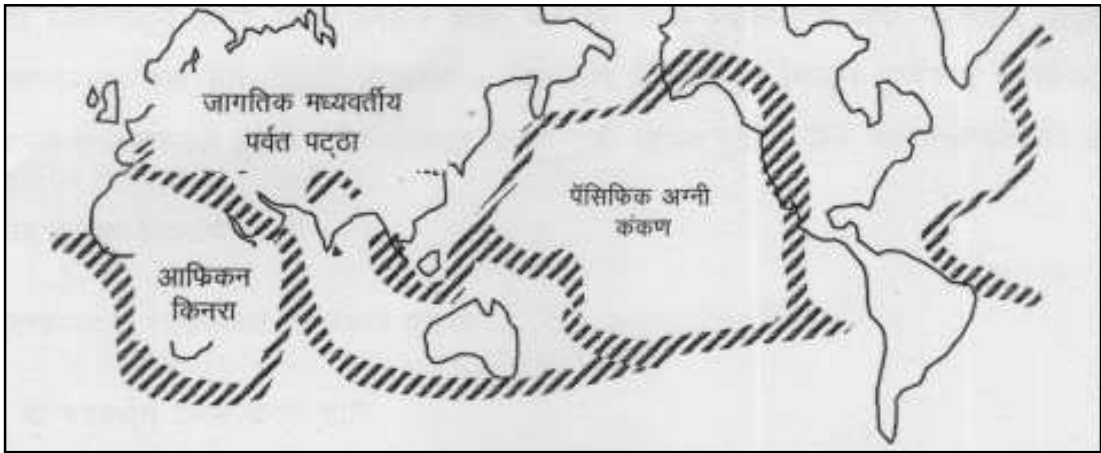 जागतिक मध्यवर्तीय
पर्वत पट्ठा
पॅसिफिक अग्नी
कंकण
आफ्रिकन
किनरा